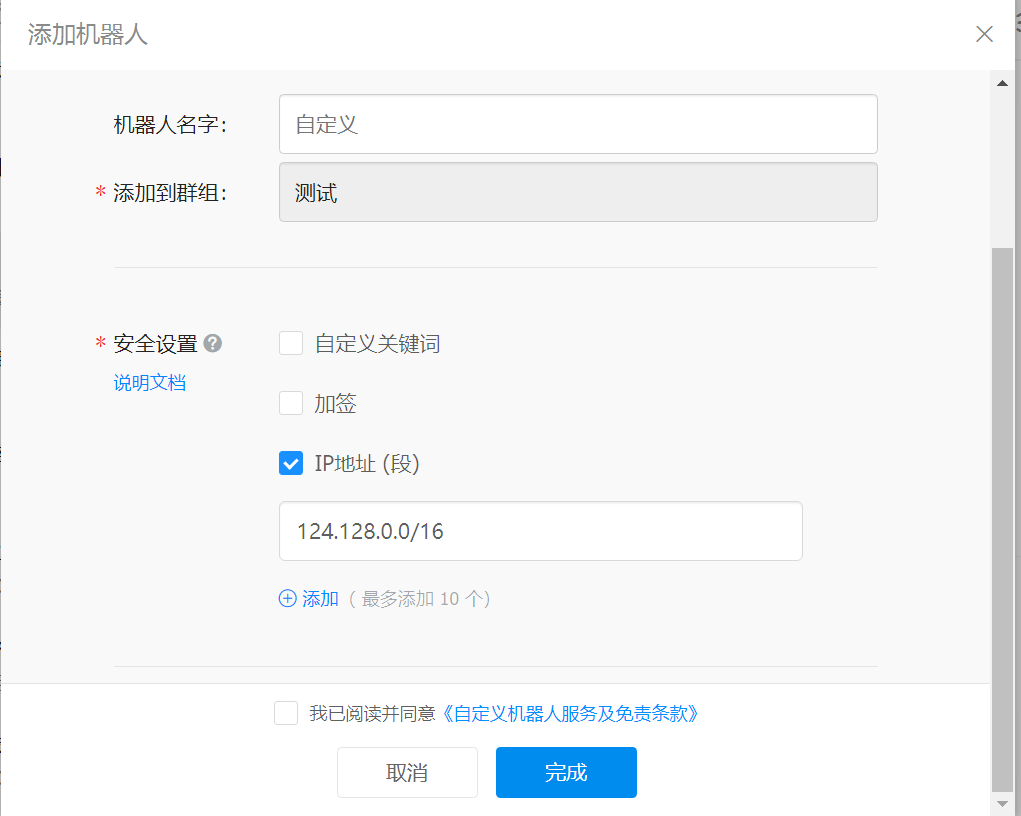 添加机器人
机器人名字：
自定义
* 添加到群组：
测试
* 安全设置 ?
说明文档
自定义关键词
加签
IP地址 (段)
124.128.0.0/16
添加 （ 最多添加 10 个）
我已阅读并同意《自定义机器人服务及免责条款》
取消
完成